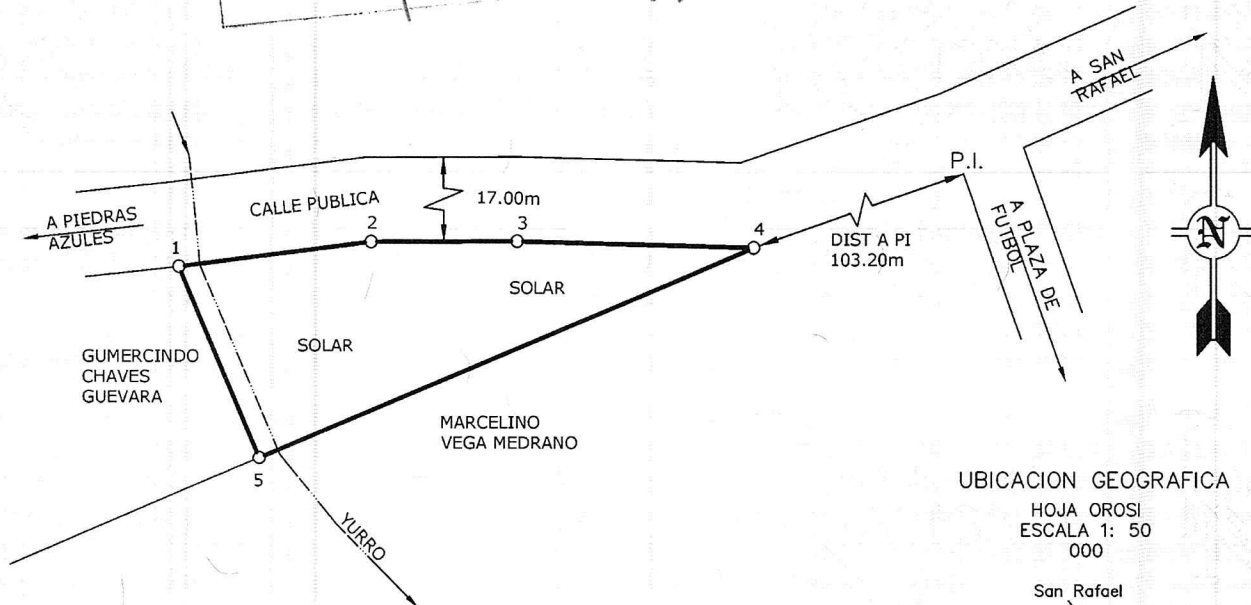 A SAN
RAFAEL
P.I.
17.00m
CALLE PUBLICA
A PIEDRAS
AZULES
1
2
3
4
DIST A PI
103.20m
A PLAZA DE
FUTBOL
N
SOLAR
SOLAR
GUMERCINDO
CHAVES
GUEVARA
MARCELINO
VEGA MEDRANO
5
YURRO
UBICACION GEOGRAFICA
HOJA OROSI
ESCALA 1: 50
000
San Rafael